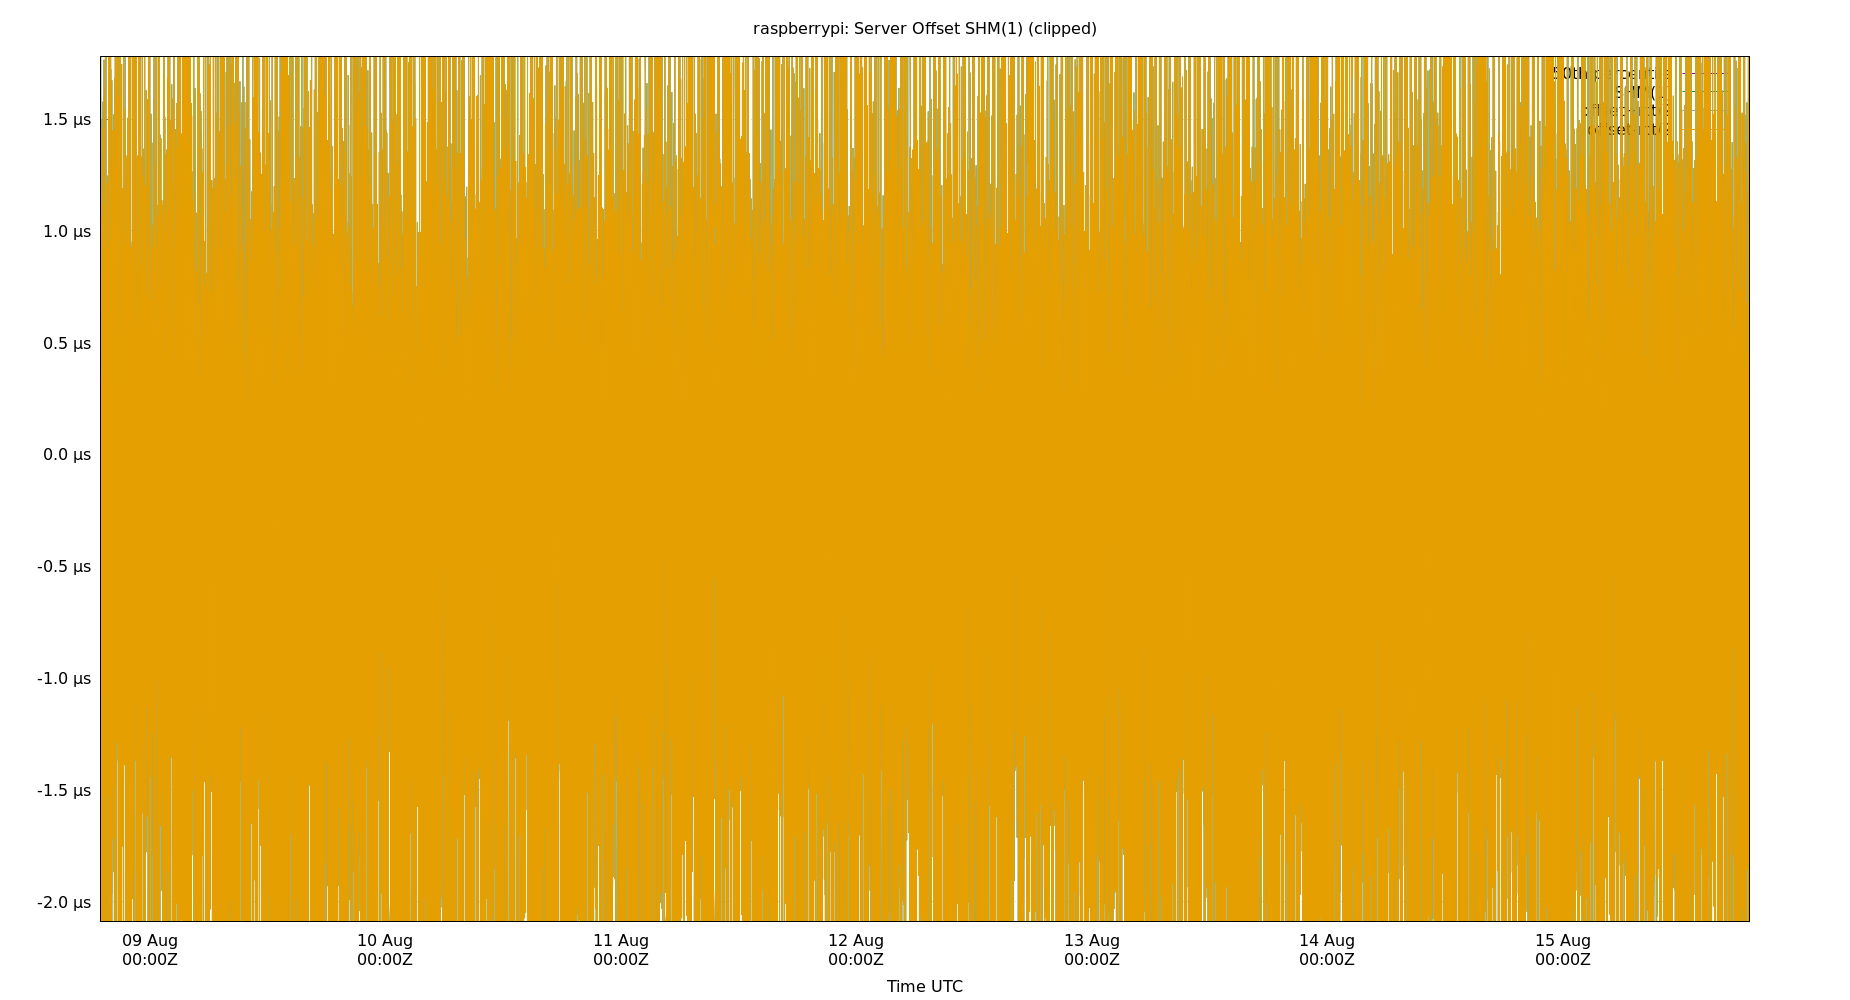 raspberrypi: Server Offset SHM(1) (clipped)
1.5 µs
1.0 µs
0.5 µs
0.0 µs
-0.5 µs
-1.0 µs
-1.5 µs
-2.0 µs
09 Aug 10 Aug 11 Aug 12 Aug 13 Aug 14 Aug 15 Aug
00:00Z 00:00Z 00:00Z 00:00Z 00:00Z 00:00Z 00:00Z
Time UTC